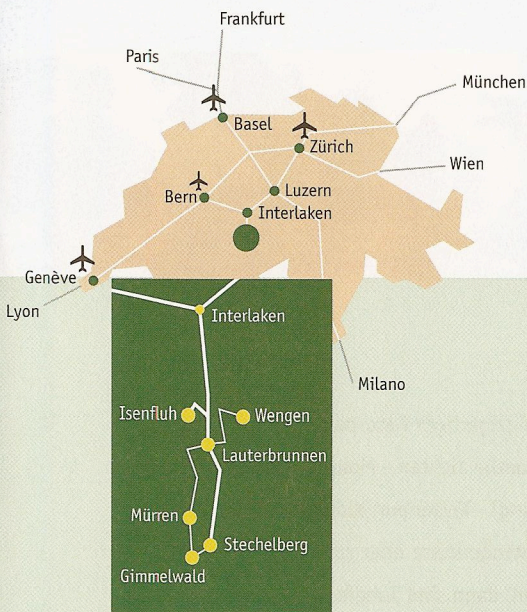 Frankfurt
Paris
München
Basel
Zürich
Wien
Luzern
Bern
Interlaken
Genève
Lyon
Interlaken
Milano
Isenfluh
Wengen
Lauterbrunnen
Mürren
Stechelberg
Gimmelwald